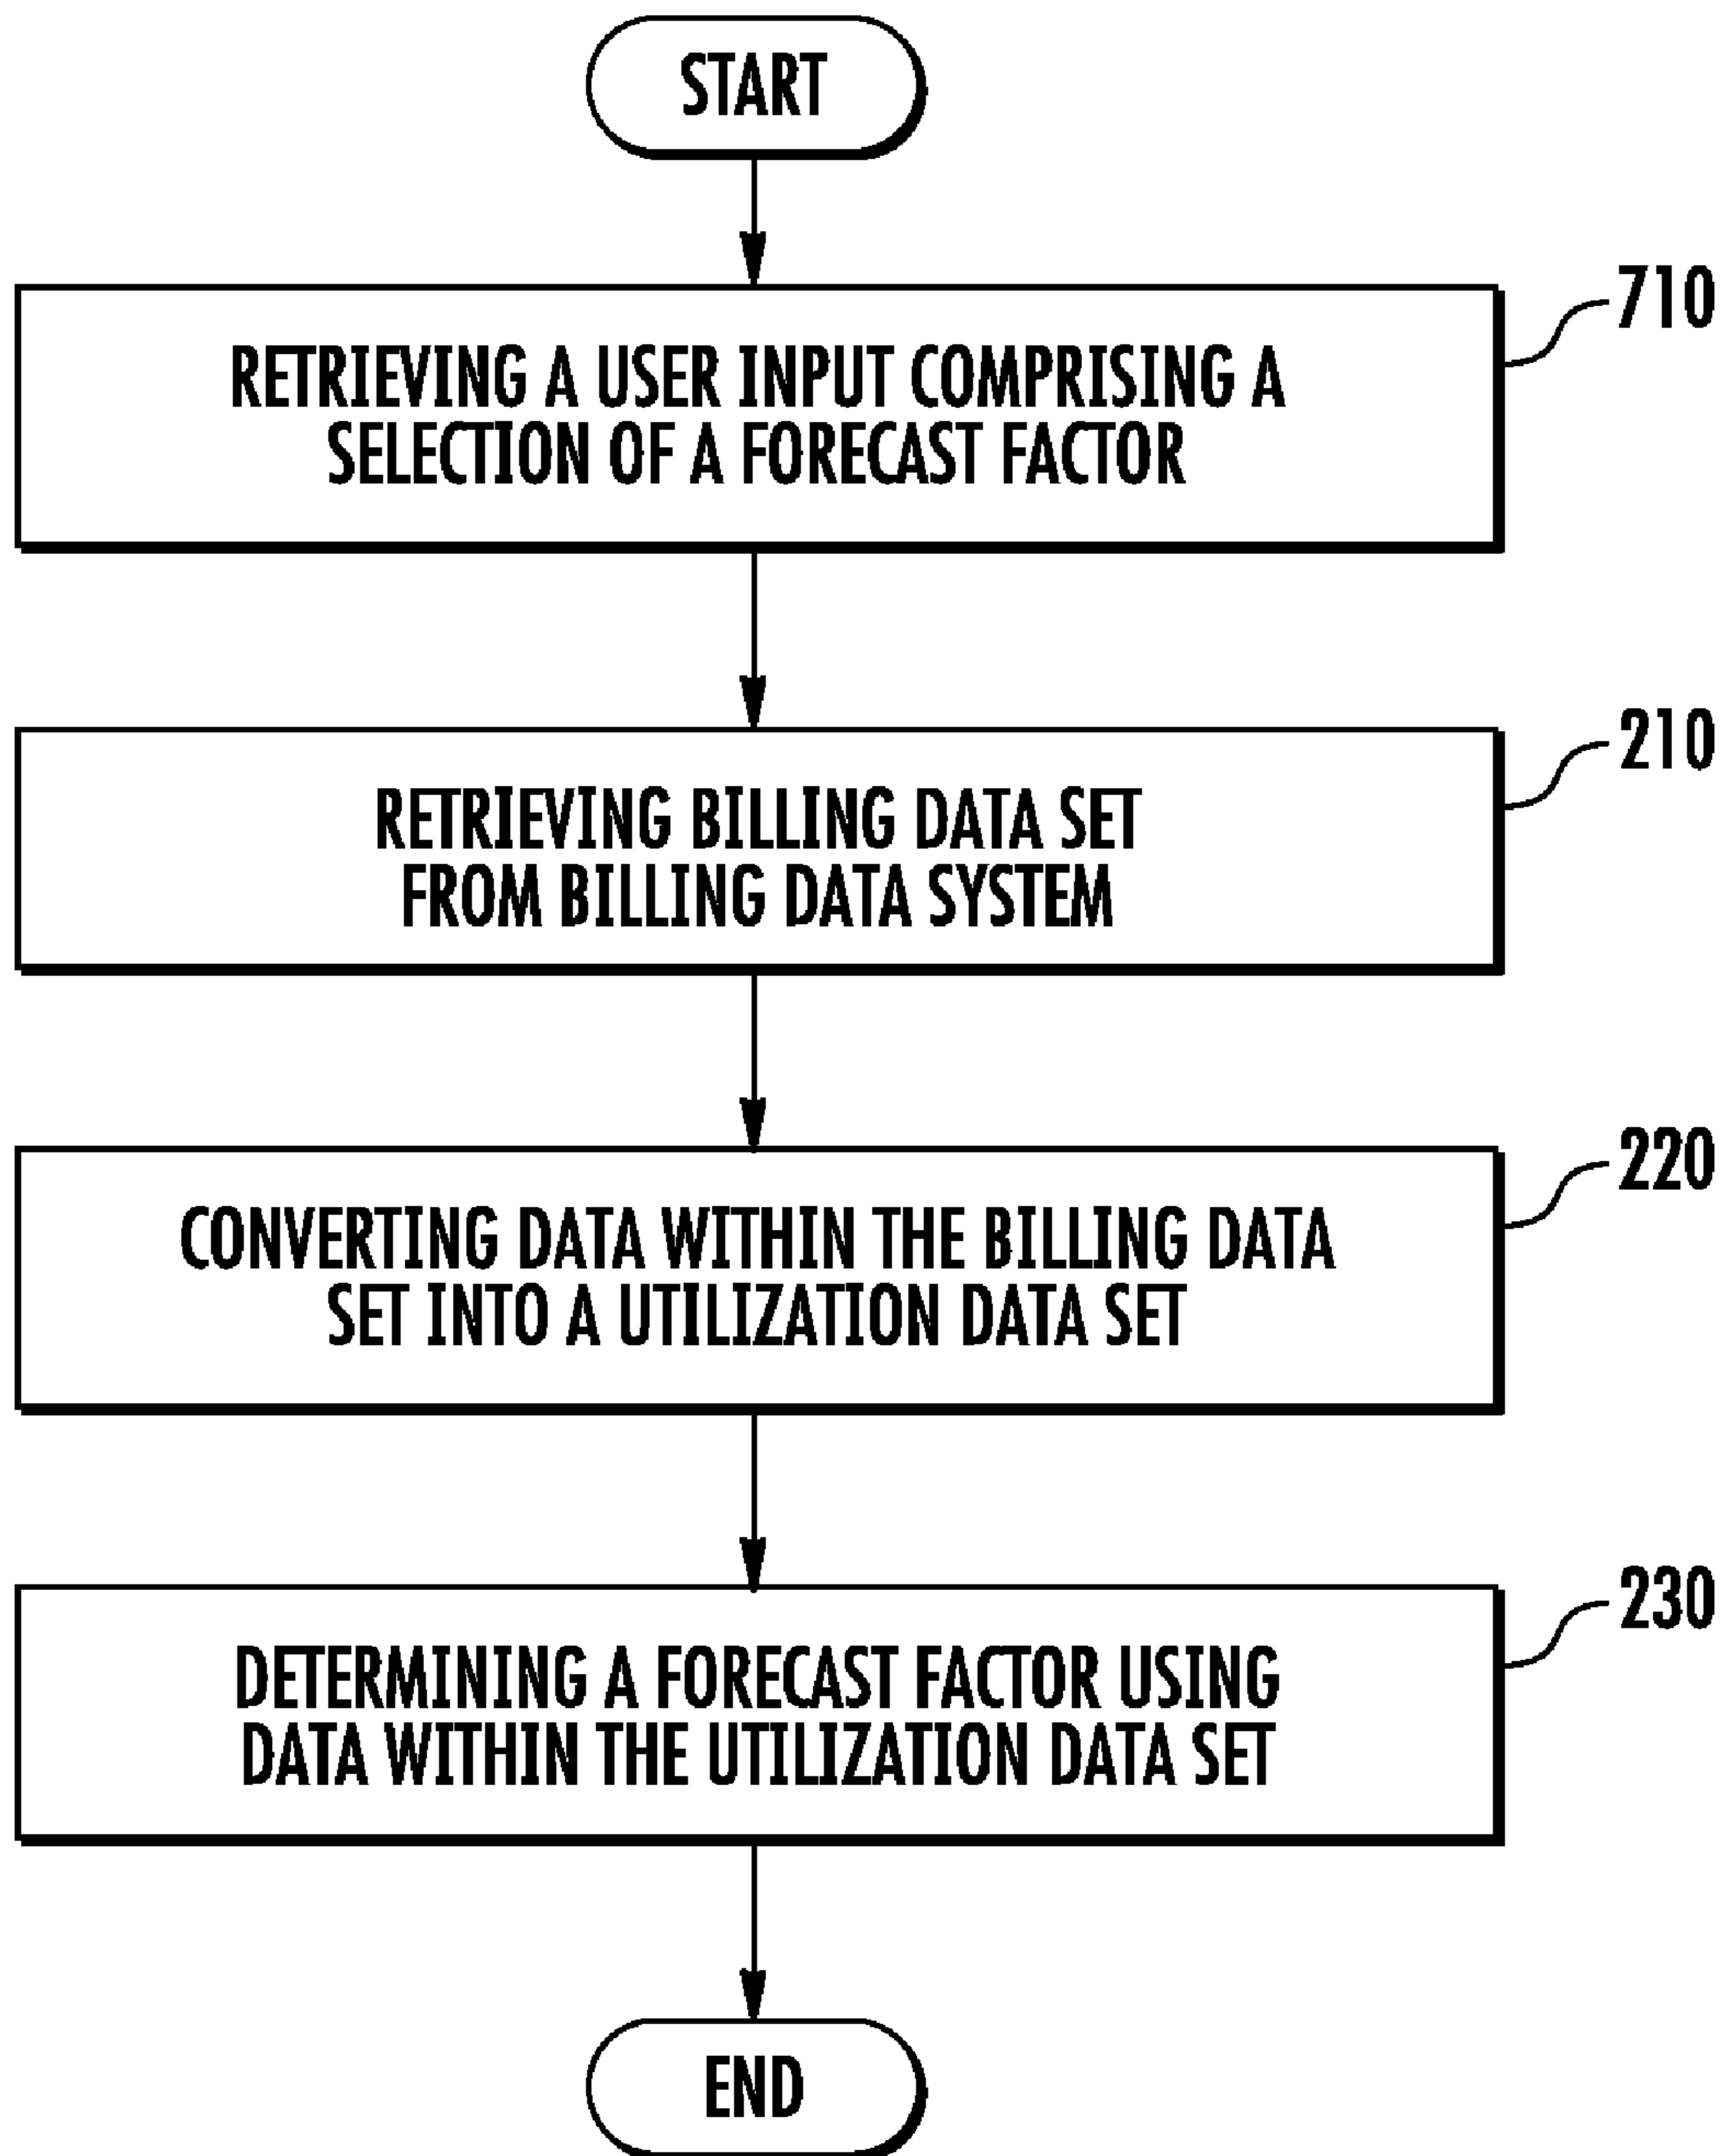 START
710
RETRIEVING A USER INPUT COMPRISING A
SELECTION OF A FORECAST FACTOR
210
RETRIEVING BILLING DATA SET
FROM BILLING DATA SYSTEM
220
CONVERTING DATA WITHIN THE BILLING DATA
SET INTO A UTILIZATION DATA SET
230
DETERMINING A FORECAST FACTOR USING
DATA WITHIN THE UTILIZATION DATA SET
END